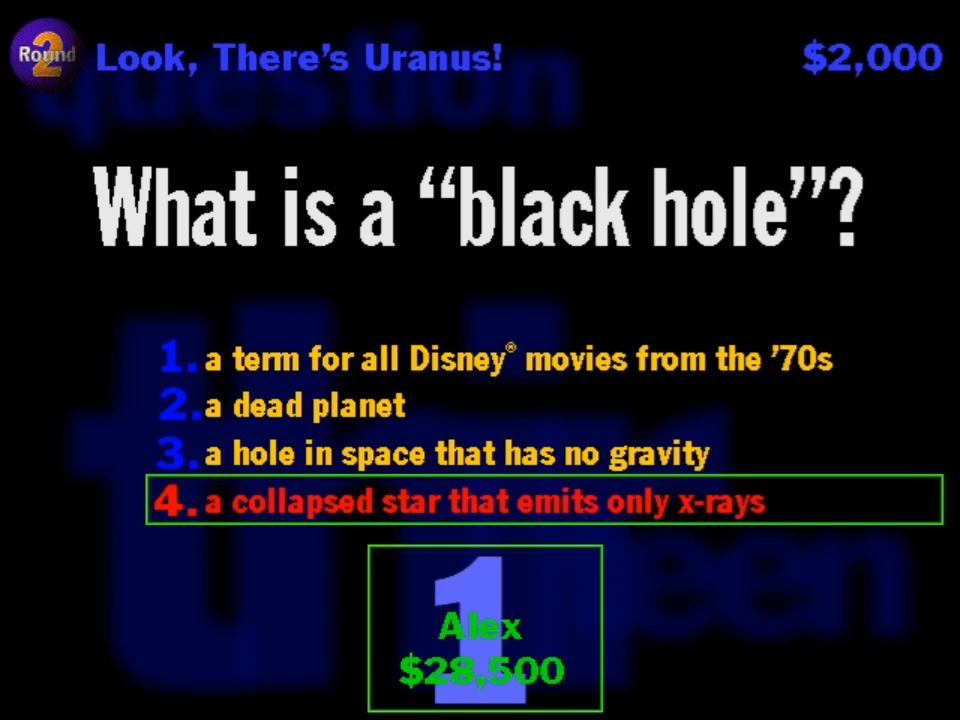 Round 2 Look, There's Uranus! $2,000
question
What is a “black hole”?
1. a term for all Disney® movies from the '70s
2. a dead planet
3. a hole in space that has no gravity
4. a collapsed star that emits only x-rays
1
Alex
$28,500